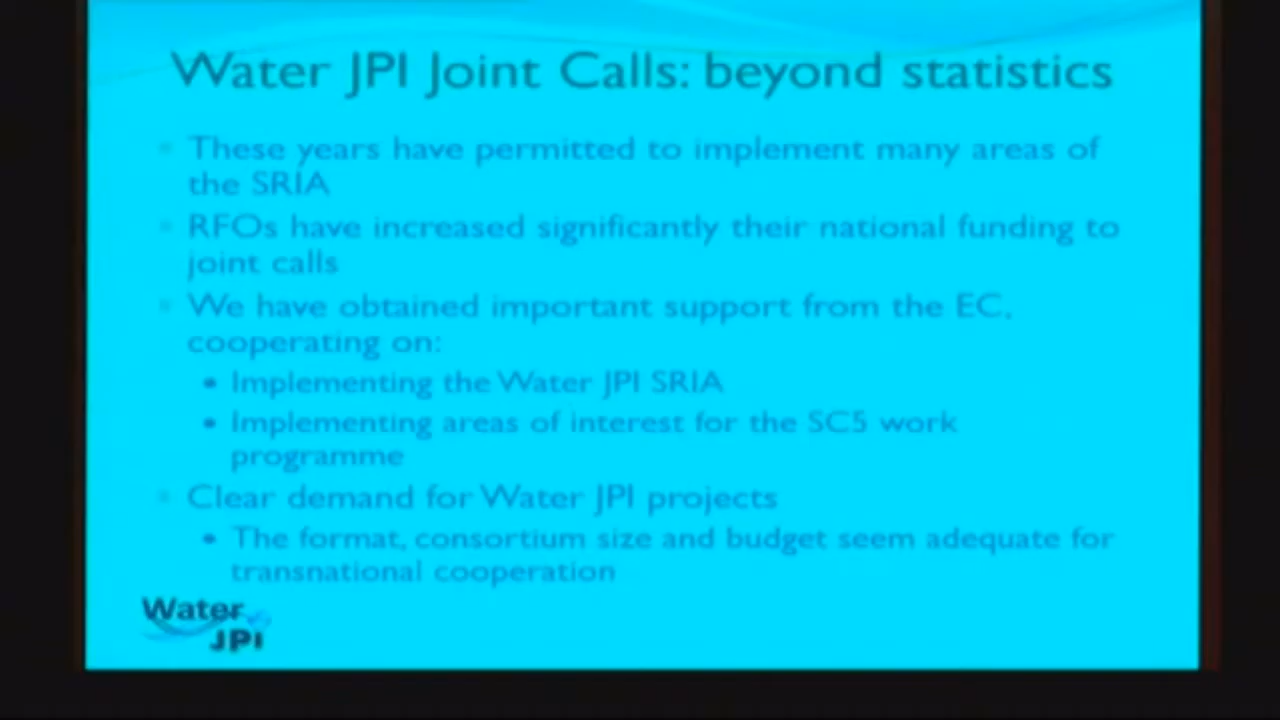 Water JPI Joint Calls: beyond statistics
These years have permitted to implement many areas of
the SRIA
RFOs have increased significantly their national funding to
joint calls
We have obtained important support from the EC,
cooperating on:
Implementing the Water JPI SRIA
Implementing areas of interest for the SC5 work
programme
Clear demand for Water JPI projects
The format, consortium size and budget seem adequate for
transnational cooperation
Water
JPI